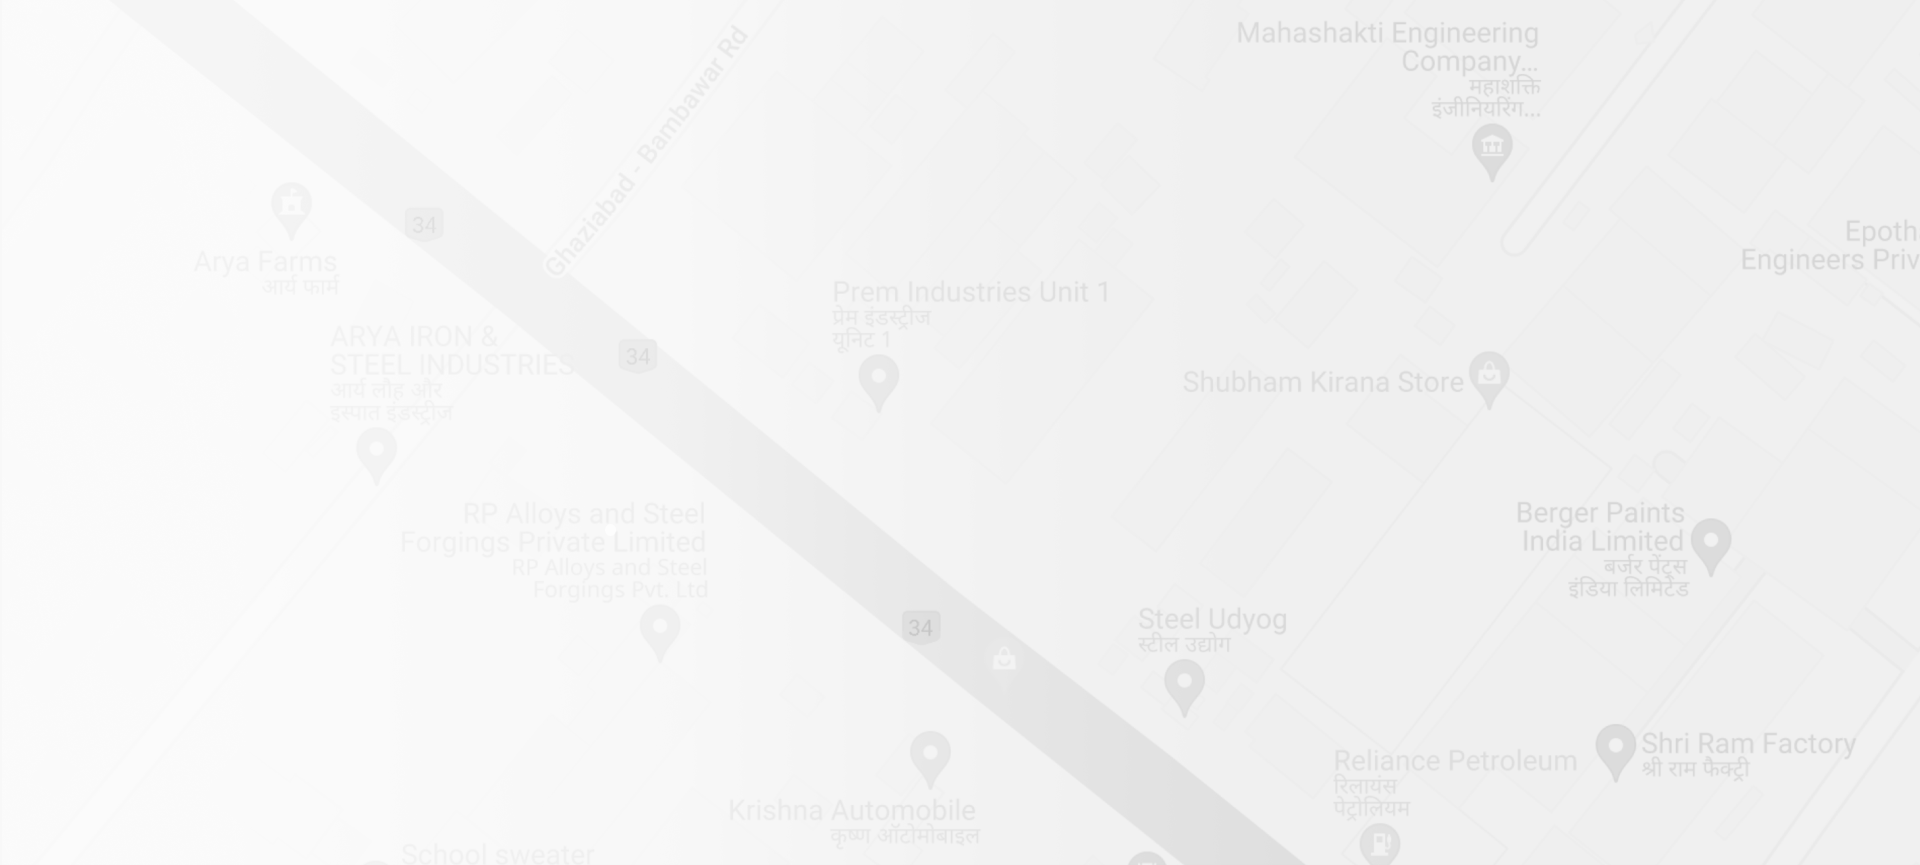 Mahashakti Engineering
Company...
महाशक्ति
इंजीनियरिंग...
Ghaziabad - Bambawar Rd
34
Arya Farms
आर्य फार्म
Epoth
Engineers Priv
Prem Industries Unit 1
प्रेम इंडस्ट्रीज
यूनिट 1
ARYA IRON &
STEEL INDUSTRIES
आर्य लौह और
इस्पात इंडस्ट्रीज
34
Shubham Kirana Store
RP Alloys and Steel
Forgings Private Limited
RP Alloys and Steel
Forgings Pvt. Ltd
Berger Paints
India Limited
बर्जर पेंट्स
इंडिया लिमिटेड
34
Steel Udyog
स्टील उद्योग
Shri Ram Factory
श्री राम फैक्ट्री
Reliance Petroleum
रिलायंस
पेट्रोलियम
Krishna Automobile
कृष्ण ऑटोमोबाइल
School sweater